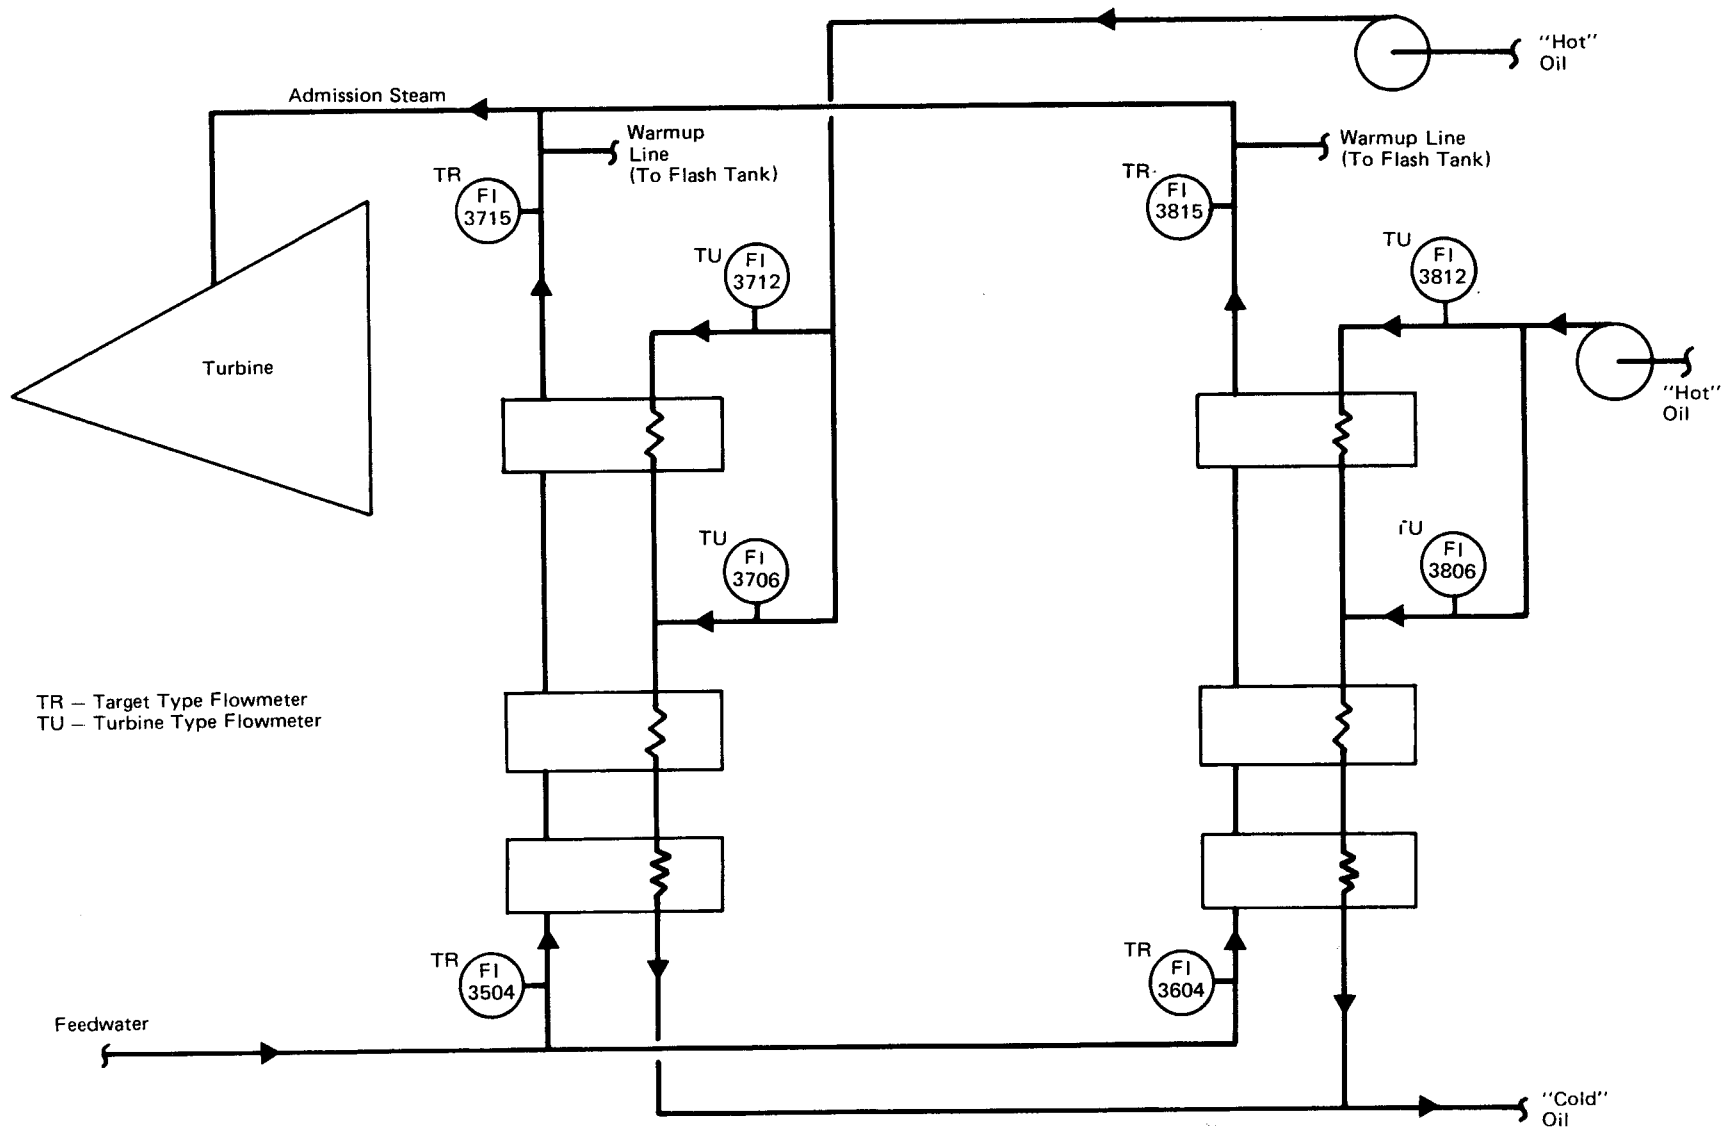 "Hot"
Oil
Admission Steam
Warmup
Line
(To Flash Tank)
Warmup Line
(To Flash Tank)
TR
FI
3715
TR
FI
3815
TU
FI
3712
TU
FI
3812
Turbine
"Hot"
Oil
TU
FI
3706
TU
FI
3806
TR – Target Type Flowmeter
TU – Turbine Type Flowmeter
TR
FI
3504
TR
FI
3604
Feedwater
"Cold"
Oil